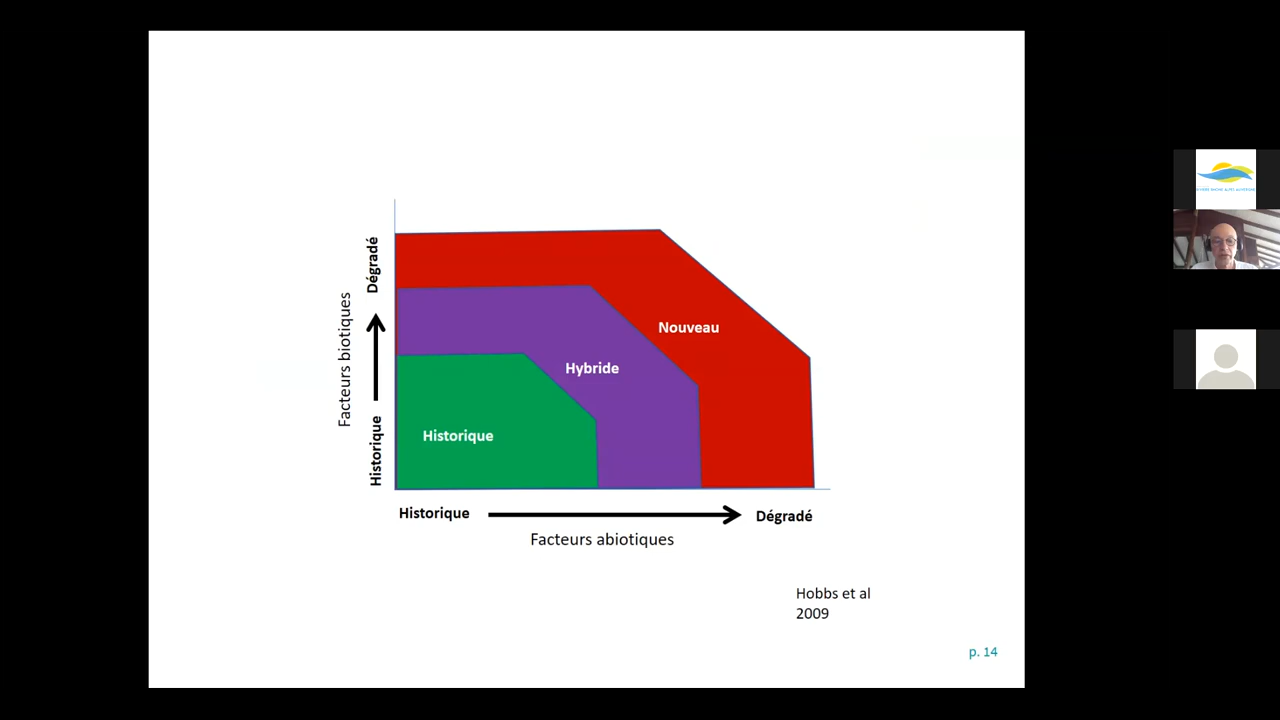 Dégradé
Facteurs biotiques
Historique
Nouveau
Hybride
Historique
Historique
Dégradé
Facteurs abiotiques
Hobbs et al
2009
p. 14